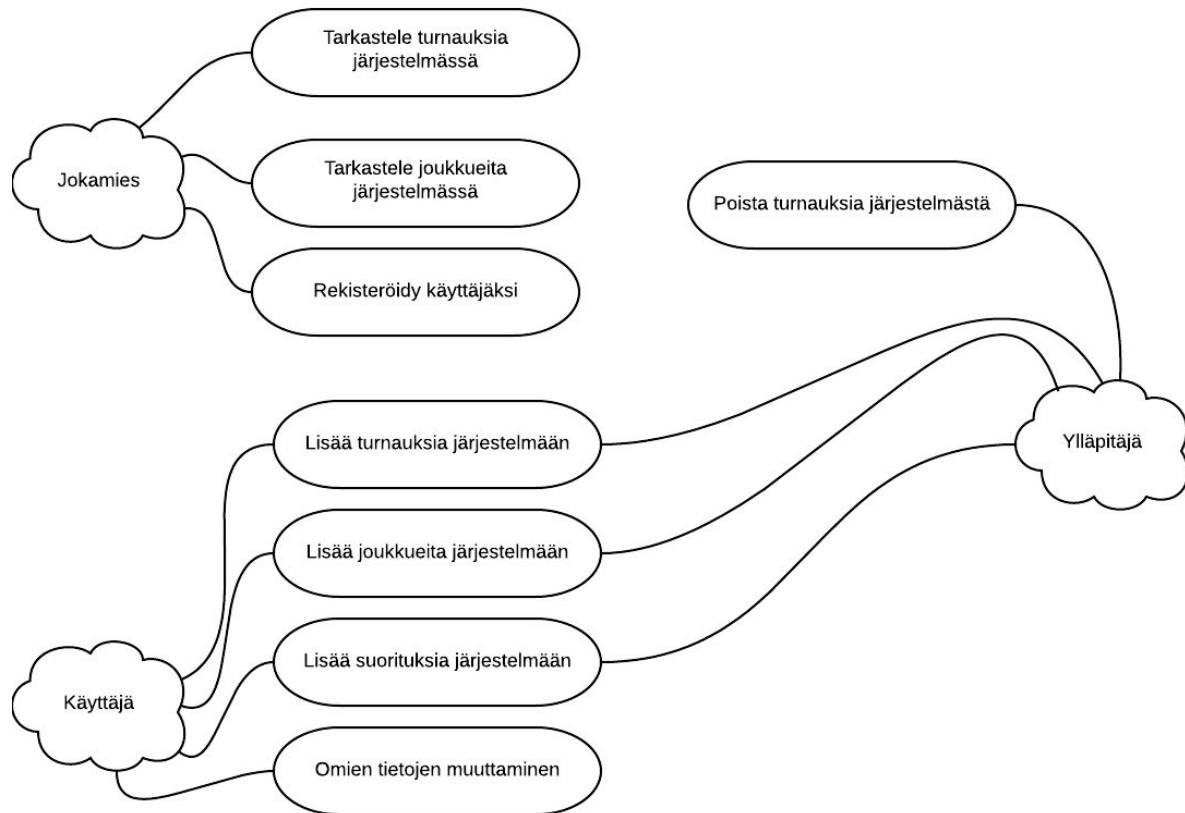 Tarkastele turnauksia
järjestelmässä
Jokamies
Tarkastele joukkueita
järjestelmässä
Poista turnauksia järjestelmästä
Rekisteröidy käyttäjäksi
Lisää turnauksia järjestelmään
Ylläpitäjä
Lisää joukkueita järjestelmään
Lisää suorituksia järjestelmään
Käyttäjä
Omien tietojen muuttaminen